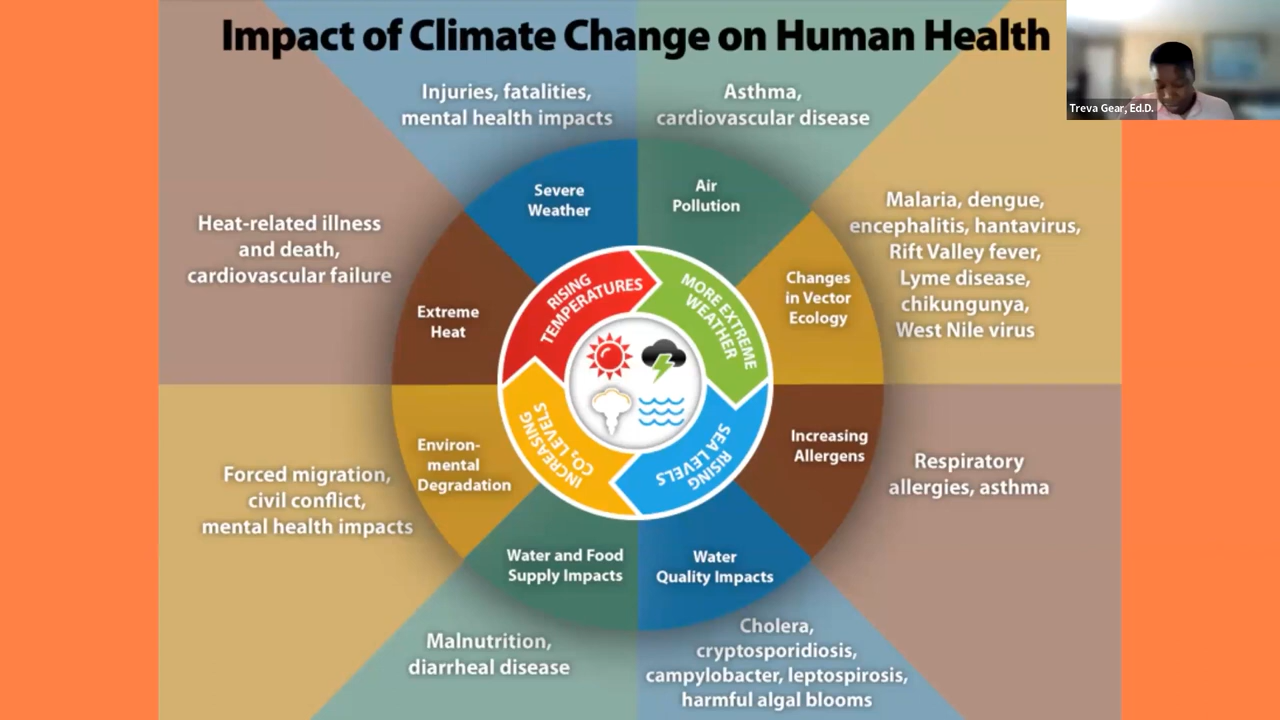 Impact of Climate Change on Human Health
Treva Gear, Ed.D.
Injuries, fatalities,
mental health impacts
Asthma,
cardiovascular disease
Severe
Weather
Air
Pollution
Heat-related illness
and death,
cardiovascular failure
Malaria, dengue,
encephalitis, hantavirus,
Rift Valley fever,
Lyme disease,
chikungunya,
West Nile virus
Extreme
Heat
Changes
in Vector
Ecology
RISING
TEMPERATURES
MORE EXTREME
WEATHER
INCREASING
CO₂ LEVELS
RISING
SEA LEVELS
Environ-
mental
Degradation
Increasing
Allergens
Forced migration,
civil conflict,
mental health impacts
Respiratory
allergies, asthma
Water and Food
Supply Impacts
Water
Quality Impacts
Malnutrition,
diarrheal disease
Cholera,
cryptosporidiosis,
campylobacter, leptospirosis,
harmful algal blooms